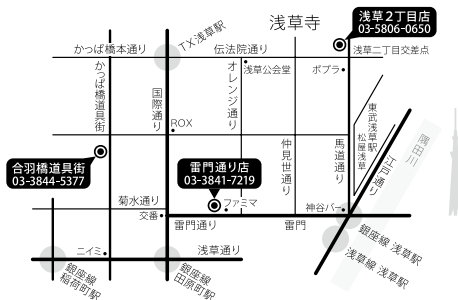 浅草寺
浅草2丁目店
03-5806-0650
TX浅草駅
かっぱ橋本通り
伝法院通り
浅草二丁目交差点
かっぱ橋道具街
国際通り
オレンジ通り
浅草公会堂
ポプラ
ROX
東武浅草駅
松屋浅草
隅田川
仲見世通り
馬道通り
江戸通り
合羽橋道具街
03-3844-5377
雷門通り店
03-3841-7219
菊水通り
ファミマ
神谷バー
交番
雷門通り
雷門
銀座線 浅草駅
浅草線 浅草駅
ニイミ
浅草通り
銀座線
稲荷町駅
銀座線
田原町駅